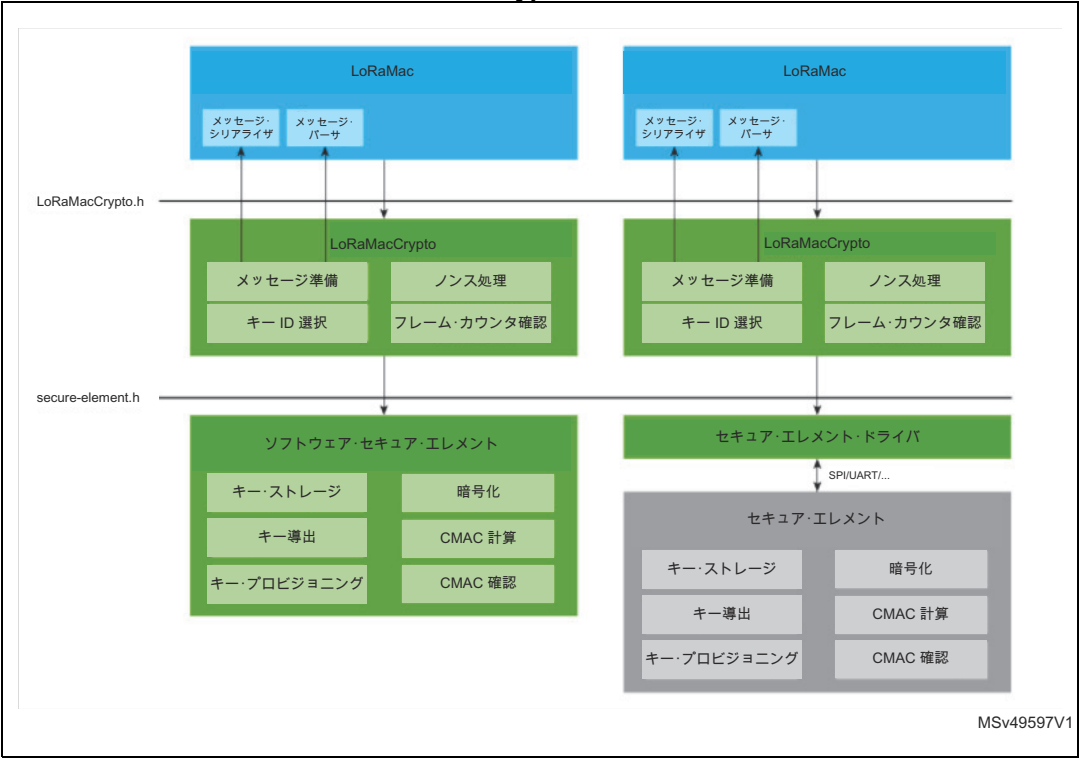 LoRaMac
メッセージ·
シリアライザ
メッセージ·
パーサ
LoRaMac
メッセージ·
シリアライザ
メッセージ·
パーサ
LoRaMacCrypto.h
LoRaMacCrypto
メッセージ準備
ノンス処理
キー ID 選択
フレーム·カウンタ確認
LoRaMacCrypto
メッセージ準備
ノンス処理
キー ID 選択
フレーム·カウンタ確認
secure-element.h
ソフトウェア·セキュア·エレメント
キー·ストレージ
暗号化
キー導出
CMAC 計算
キー·プロビジョニング
CMAC 確認
セキュア·エレメント·ドライバ
SPI/UART/...
セキュア·エレメント
キー·ストレージ
暗号化
キー導出
CMAC 計算
キー·プロビジョニング
CMAC 確認
MSv49597V1